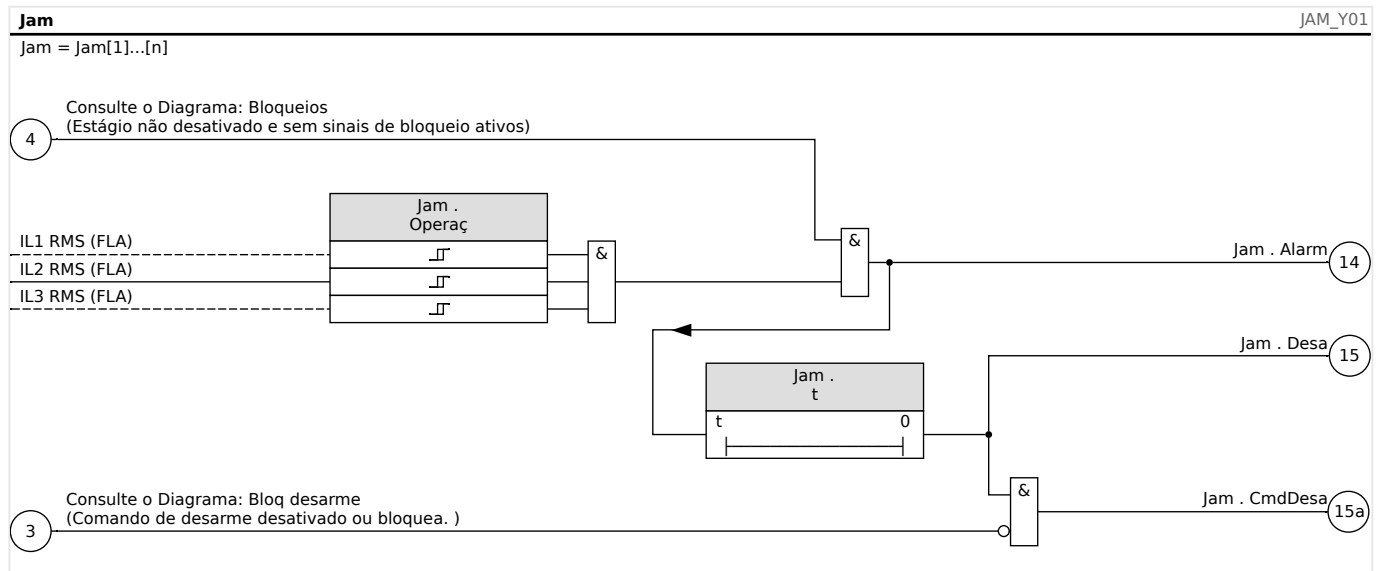 Jam
JAM_Y01
Jam = Jam[1]...[n]
Consulte o Diagrama: Bloqueios
(Estágio não desativado e sem sinais de bloqueio ativos)
4
Jam .
Operaç
IL1 RMS (FLA)
IL2 RMS (FLA)
IL3 RMS (FLA)
&
&
Jam . Alarm
14
Jam . Desa
15
Jam .
t
t 0
Consulte o Diagrama: Bloq desarme
(Comando de desarme desativado ou bloquea. )
3
&
Jam . CmdDesa
15a